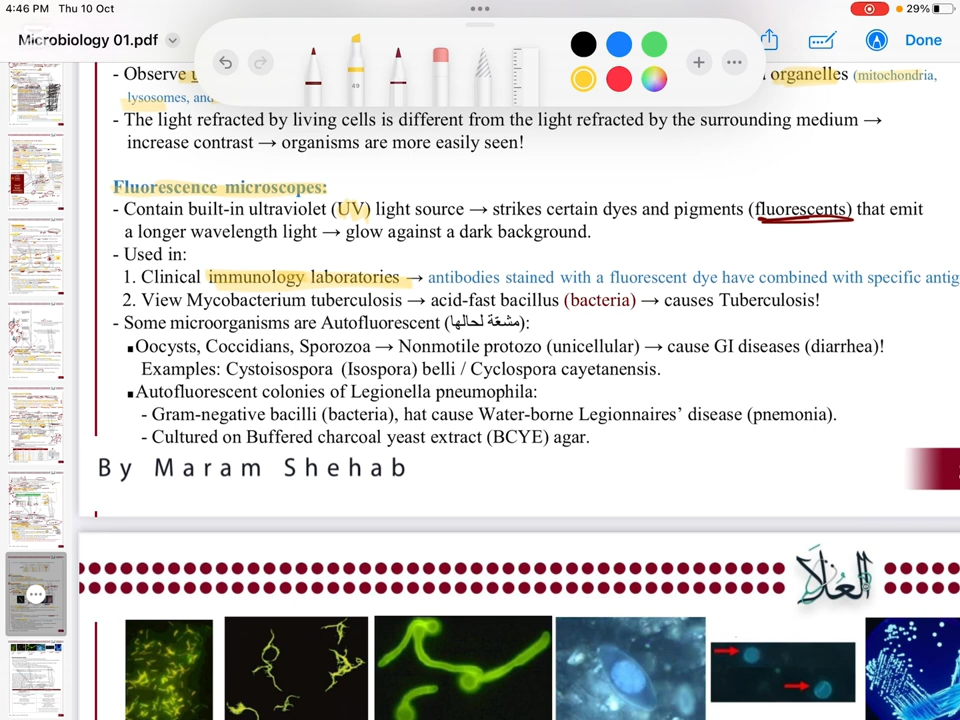 4:46 PM Thu 10 Oct
29%
Microbiology 01.pdf
Done
49
- Observe
organelles (mitochondria,
lysosomes, and
- The light refracted by living cells is different from the light refracted by the surrounding medium →
increase contrast → organisms are more easily seen!
Fluorescence microscopes:
- Contain built-in ultraviolet (UV) light source → strikes certain dyes and pigments (fluorescents) that emit
a longer wavelength light → glow against a dark background.
- Used in:
1. Clinical immunology laboratories → antibodies stained with a fluorescent dye have combined with specific antig
2. View Mycobacterium tuberculosis → acid-fast bacillus (bacteria) → causes Tuberculosis!
- Some microorganisms are Autofluorescent (مشعّة لحالها):
▪Oocysts, Coccidians, Sporozoa → Nonmotile protozo (unicellular) → cause GI diseases (diarrhea)!
Examples: Cystoisospora (Isospora) belli / Cyclospora cayetanensis.
▪Autofluorescent colonies of Legionella pneumophila:
- Gram-negative bacilli (bacteria), hat cause Water-borne Legionnaires’ disease (pnemonia).
- Cultured on Buffered charcoal yeast extract (BCYE) agar.
By Maram Shehab
العُلا